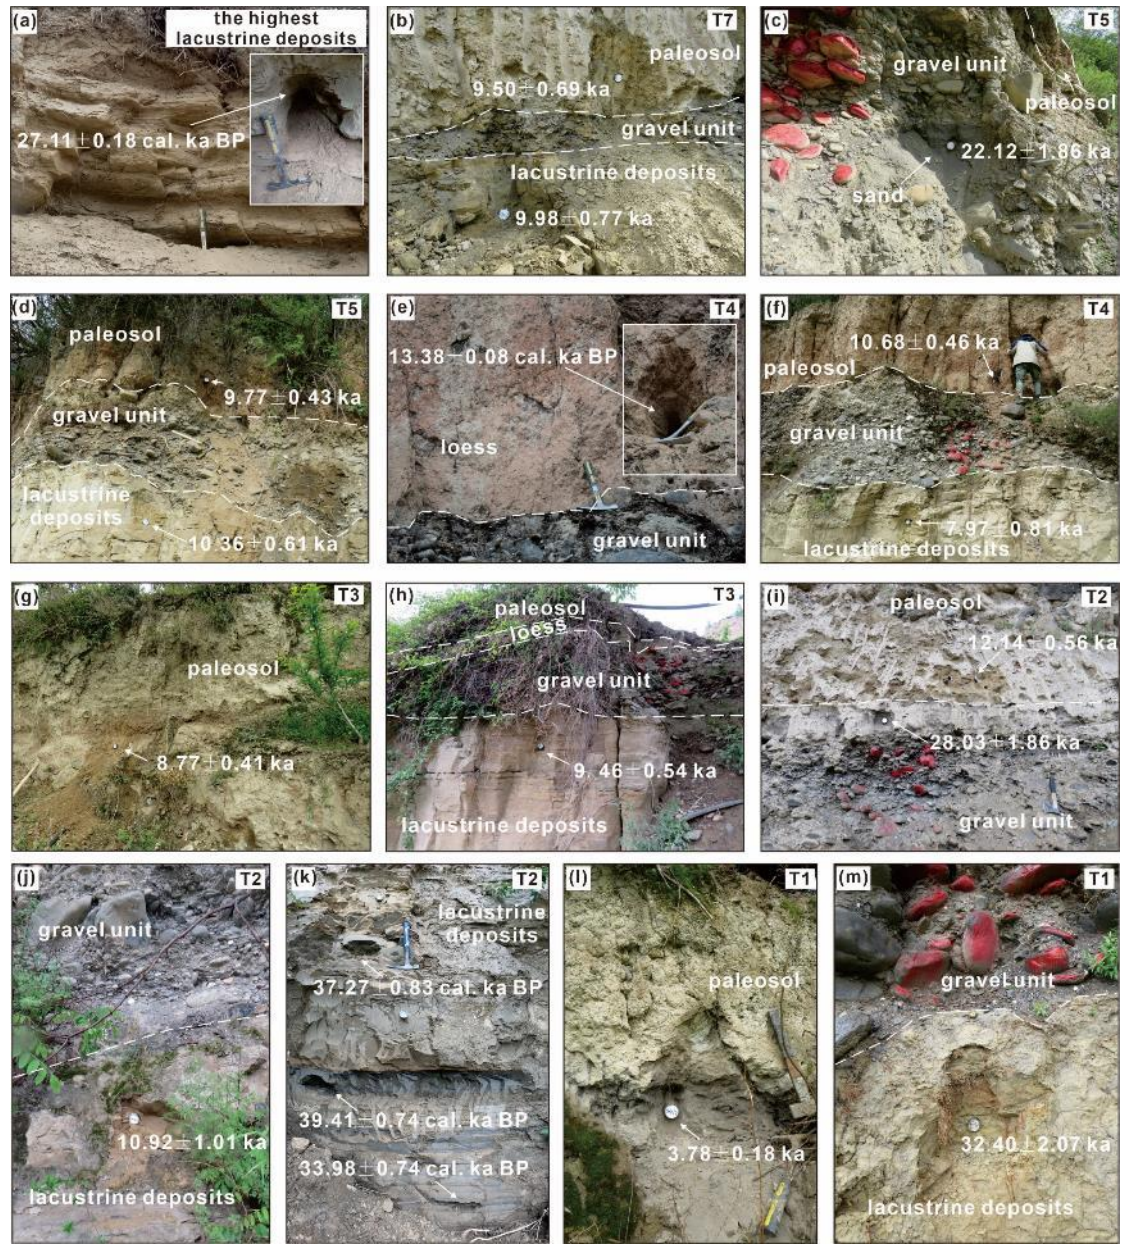 (a)
the highest
lacustrine deposits
27.11±0.18 cal. ka BP
(b)
T7
paleosol
9.50±0.69 ka
gravel unit
lacustrine deposits
9.98±0.77 ka
(c)
T5
gravel unit
paleosol
22.12±1.86 ka
sand
(d)
T5
paleosol
9.77±0.43 ka
gravel unit
lacustrine
deposits
10.36±0.61 ka
(e)
T4
13.38−0.08 cal. ka BP
loess
gravel unit
(f)
T4
10.68±0.46 ka
paleosol
gravel unit
7.97±0.81 ka
lacustrine deposits
(g)
T3
paleosol
8.77±0.41 ka
(h)
T3
paleosol
loess
gravel unit
9. 46±0.54 ka
lacustrine deposits
(i)
T2
paleosol
12.14±0.56 ka
28.03±1.86 ka
gravel unit
(j)
T2
gravel unit
10.92±1.01 ka
lacustrine deposits
(k)
T2
lacustrine
deposits
37.27±0.83 cal. ka BP
39.41±0.74 cal. ka BP
33.98±0.74 cal. ka BP
(l)
T1
paleosol
3.78±0.18 ka
(m)
T1
gravel unit
32.40±2.07 ka
lacustrine deposits